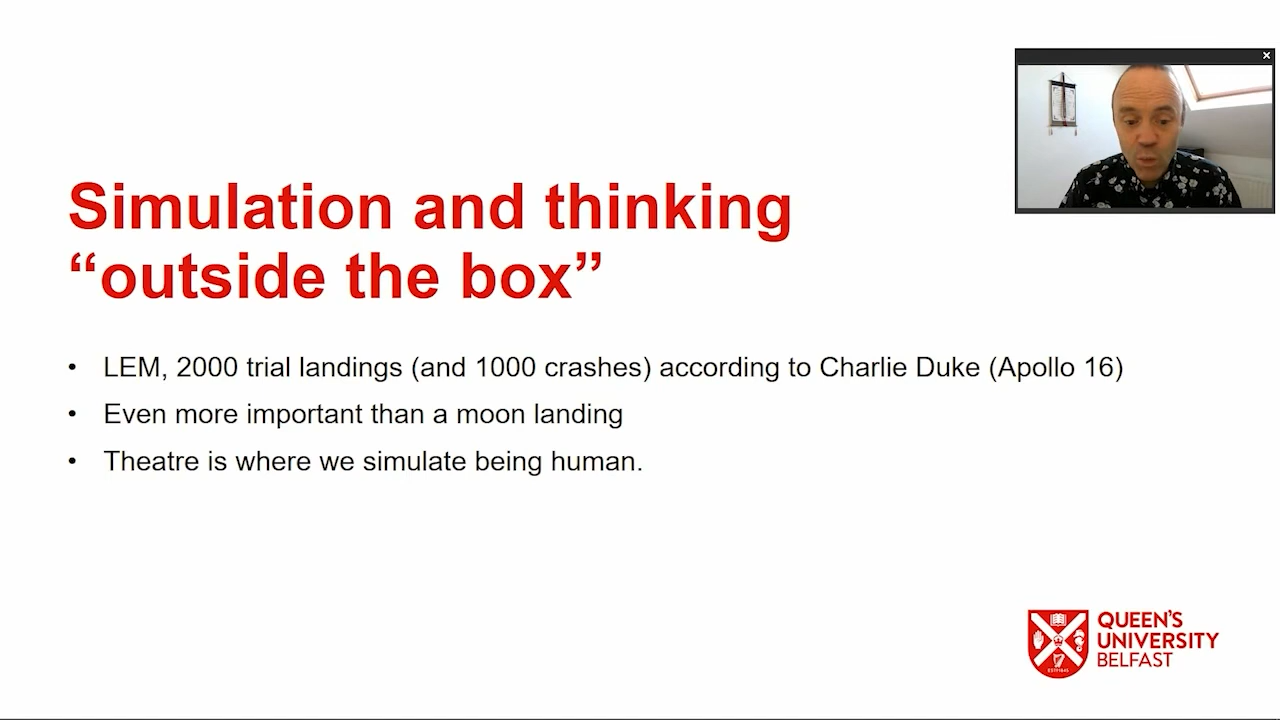 Simulation and thinking
“outside the box”
• LEM, 2000 trial landings (and 1000 crashes) according to Charlie Duke (Apollo 16)
• Even more important than a moon landing
• Theatre is where we simulate being human.
QUEEN'S
UNIVERSITY
BELFAST